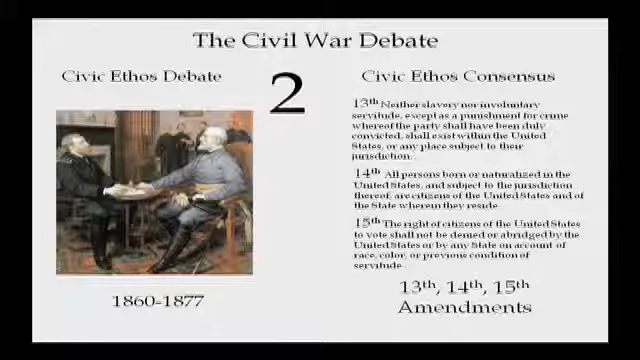 The Civil War Debate
Civic Ethos Debate
2
1860-1877
Civic Ethos Consensus
13th Neither slavery nor involuntary
servitude, except as a punishment for crime
whereof the party shall have been duly
convicted, shall exist within the United
States, or any place subject to their
jurisdiction.
14th All persons born or naturalized in the
United States, and subject to the jurisdiction
thereof, are citizens of the United States and of
the State wherein they reside.
15th The right of citizens of the United States
to vote shall not be denied or abridged by the
United States or by any State on account of
race, color, or previous condition of
servitude.
13th, 14th, 15th
Amendments